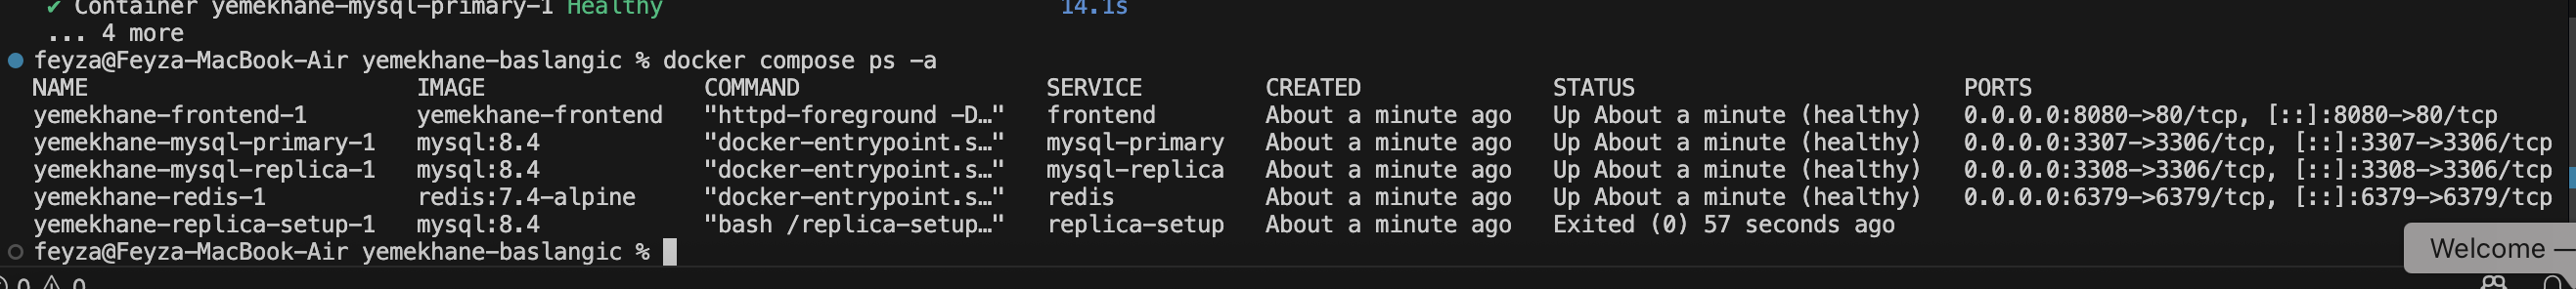 ✔ Container yemekhane-mysql-primary-1 Healthy 14.1s
... 4 more
feyza@Feyza-MacBook-Air yemekhane-baslangic % docker compose ps -a
NAME IMAGE COMMAND SERVICE CREATED STATUS PORTS
yemekhane-frontend-1 yemekhane-frontend "httpd-foreground -D…" frontend About a minute ago Up About a minute (healthy) 0.0.0.0:8080->80/tcp, [::]:8080->80/tcp
yemekhane-mysql-primary-1 mysql:8.4 "docker-entrypoint.s…" mysql-primary About a minute ago Up About a minute (healthy) 0.0.0.0:3307->3306/tcp, [::]:3307->3306/tcp
yemekhane-mysql-replica-1 mysql:8.4 "docker-entrypoint.s…" mysql-replica About a minute ago Up About a minute (healthy) 0.0.0.0:3308->3306/tcp, [::]:3308->3306/tcp
yemekhane-redis-1 redis:7.4-alpine "docker-entrypoint.s…" redis About a minute ago Up About a minute (healthy) 0.0.0.0:6379->6379/tcp, [::]:6379->6379/tcp
yemekhane-replica-setup-1 mysql:8.4 "bash /replica-setup…" replica-setup About a minute ago Exited (0) 57 seconds ago
feyza@Feyza-MacBook-Air yemekhane-baslangic %
Welcome —
0 0